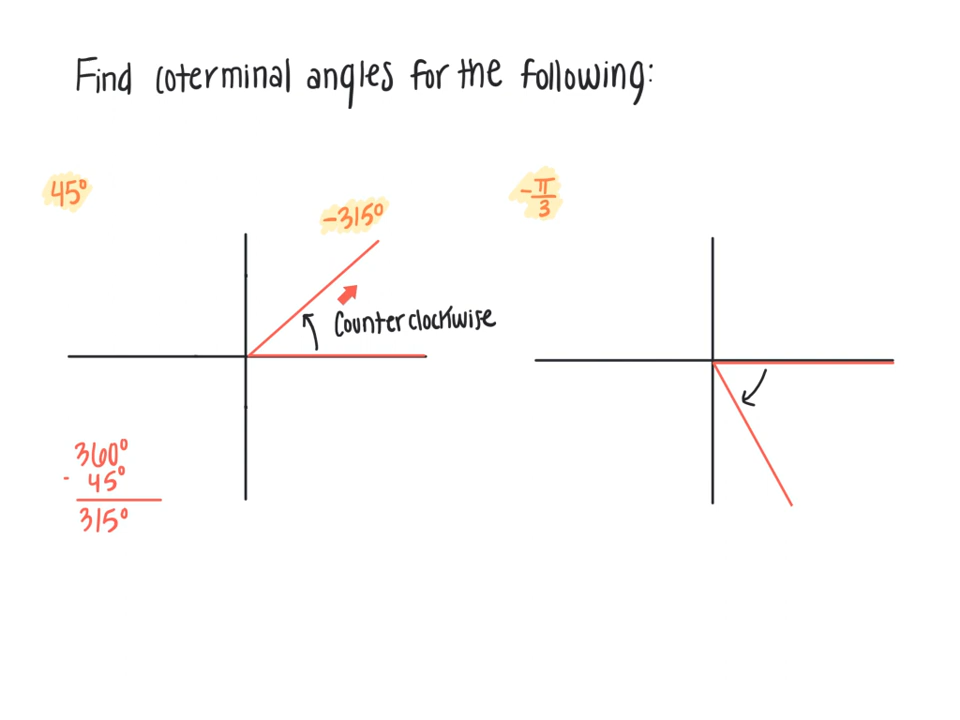 Find coterminal angles for the following:
45°
-315°
Counterclockwise
360°
- 45°
315°
-π/3